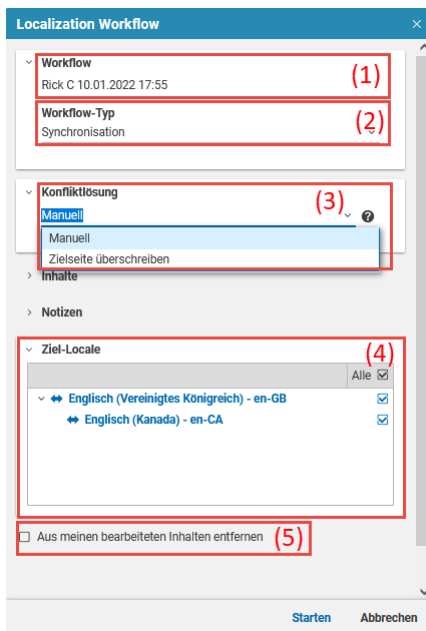 Localization Workflow
Workflow
Rick C 10.01.2022 17:55
(1)
Workflow-Typ
Synchronisation
(2)
Konfliktlösung
Manuell
(3)
Manuell
Zielseite überschreiben
Inhalte
Notizen
Ziel-Locale
(4)
Alle
Englisch (Vereinigtes Königreich) - en-GB
Englisch (Kanada) - en-CA
Aus meinen bearbeiteten Inhalten entfernen (5)
Starten Abbrechen